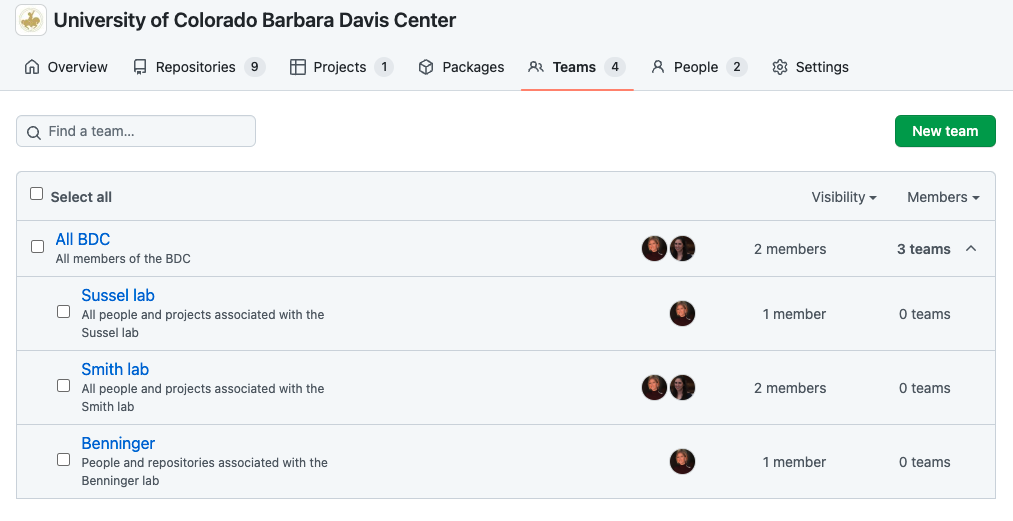 University of Colorado Barbara Davis Center
Overview Repositories 9 Projects 1 Packages Teams 4 People 2 Settings
Find a team... New team
Select all Visibility Members
All BDC
All members of the BDC
2 members 3 teams
Sussel lab
All people and projects associated with the
Sussel lab
1 member 0 teams
Smith lab
All people and projects associated with the
Smith lab
2 members 0 teams
Benninger
People and repositories associated with the
Benninger lab
1 member 0 teams